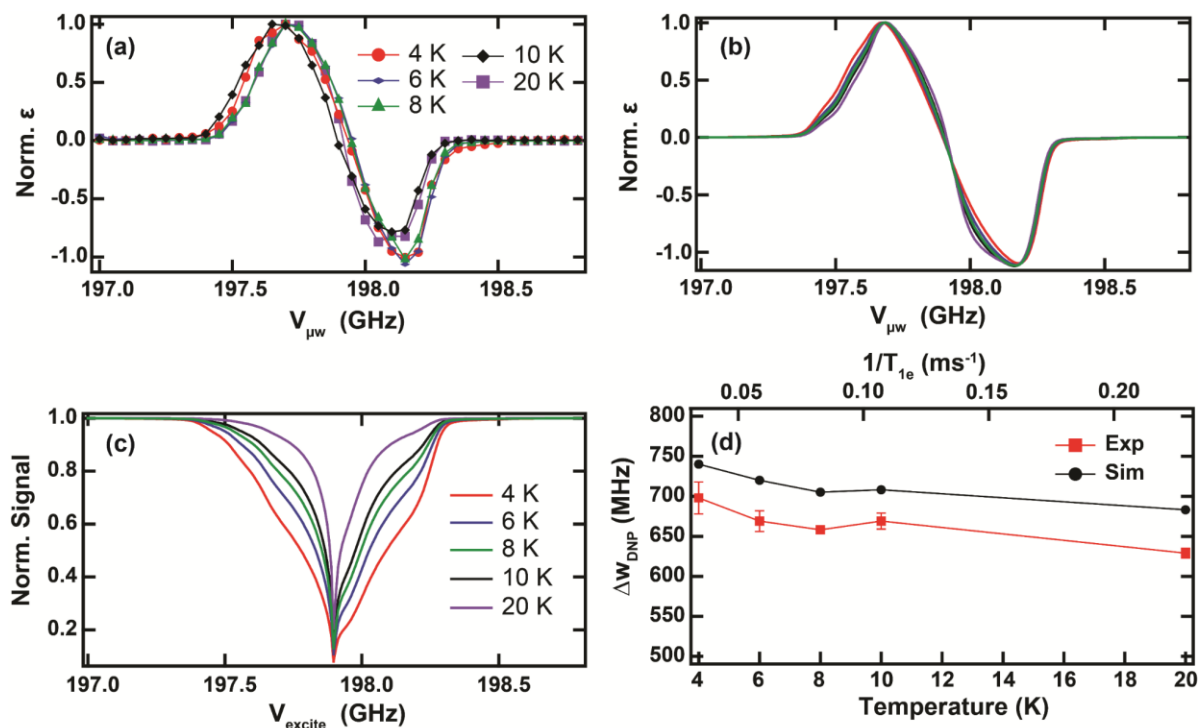 (a)
4 K
6 K
8 K
10 K
20 K
Norm. ε
1.0
0.5
0.0
-0.5
-1.0
197.0 197.5 198.0 198.5
Vμw (GHz)
(b)
Norm. ε
1.0
0.5
0.0
-0.5
-1.0
197.0 197.5 198.0 198.5
Vμw (GHz)
(c)
Norm. Signal
1.0
0.8
0.6
0.4
0.2
4 K
6 K
8 K
10 K
20 K
197.0 197.5 198.0 198.5
Vexcite (GHz)
1/T1e (ms-1)
0.05 0.10 0.15 0.20
(d)
Exp
Sim
ΔwDNP (MHz)
800
750
700
650
600
550
500
4 6 8 10 12 14 16 18 20
Temperature (K)